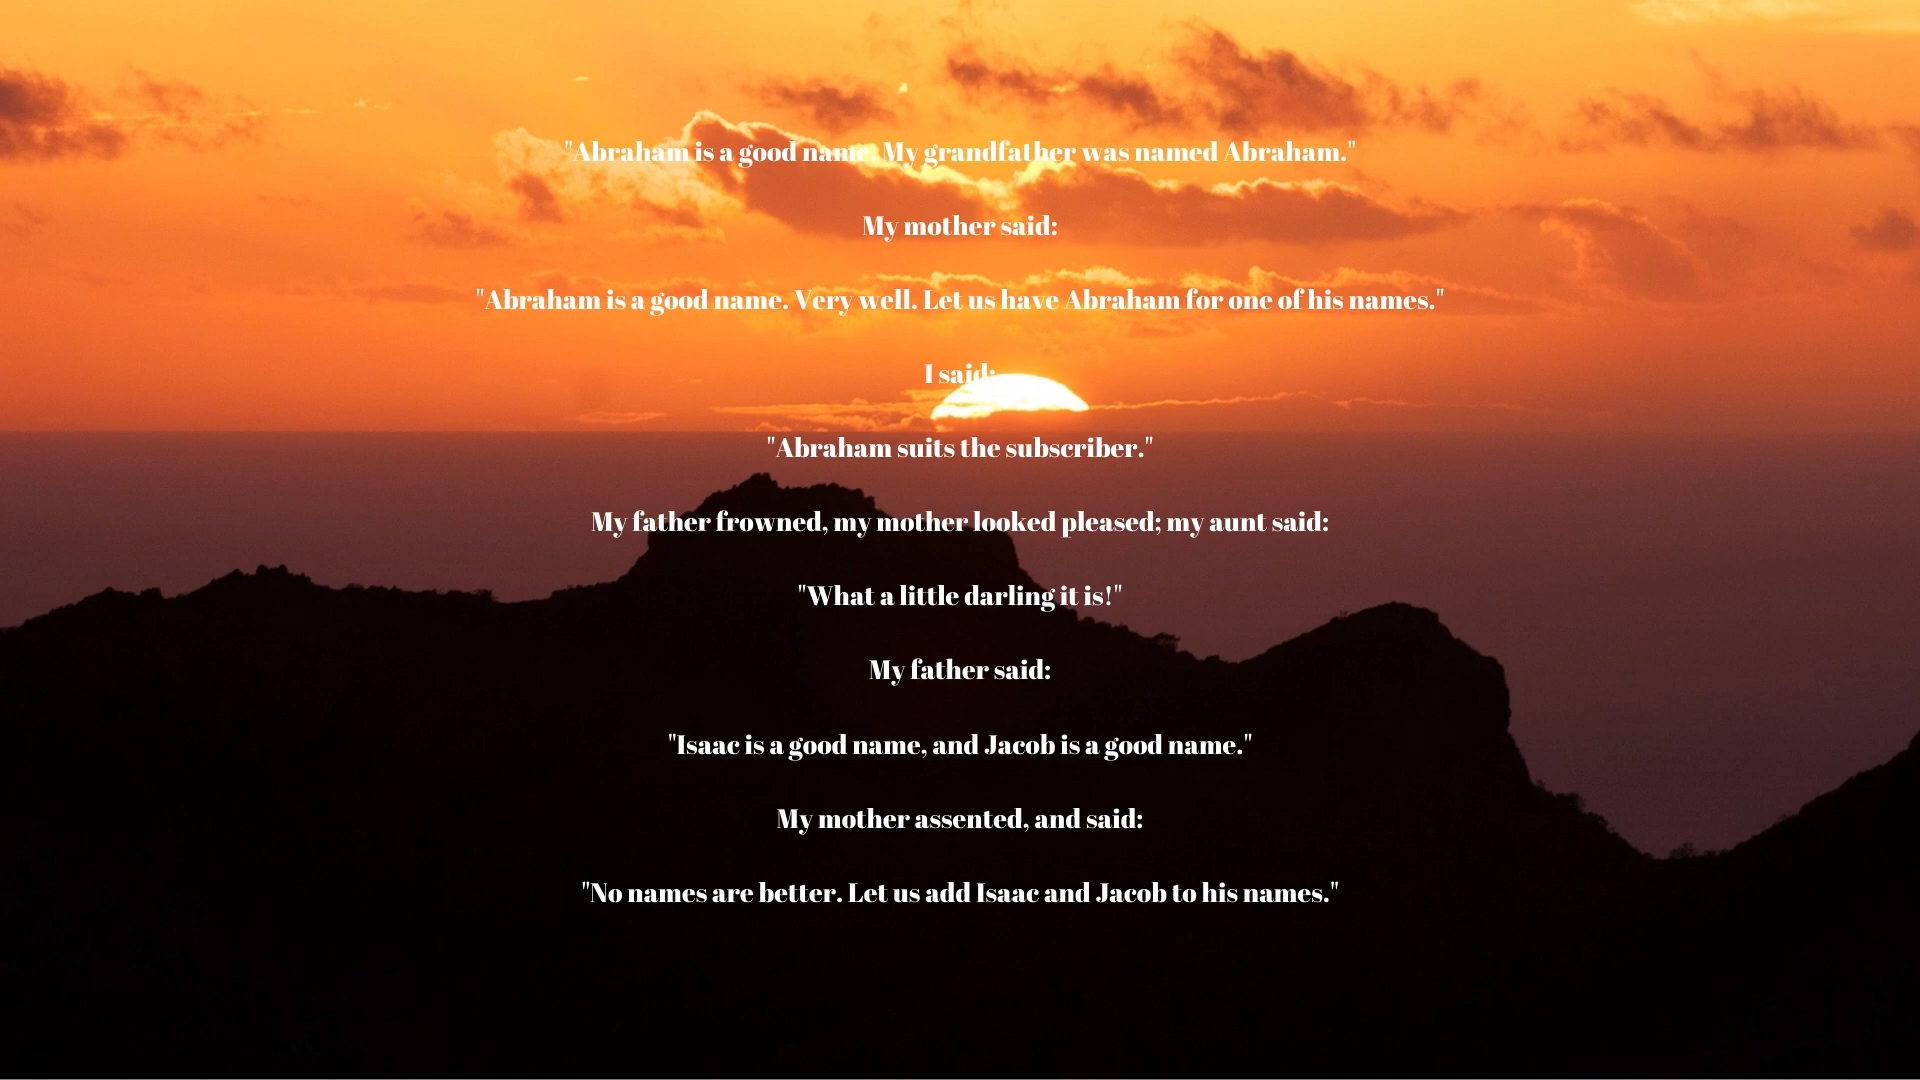 "Abraham is a good name. My grandfather was named Abraham."
My mother said:
"Abraham is a good name. Very well. Let us have Abraham for one of his names."
I said:
"Abraham suits the subscriber."
My father frowned, my mother looked pleased; my aunt said:
"What a little darling it is!"
My father said:
"Isaac is a good name, and Jacob is a good name."
My mother assented, and said:
"No names are better. Let us add Isaac and Jacob to his names."